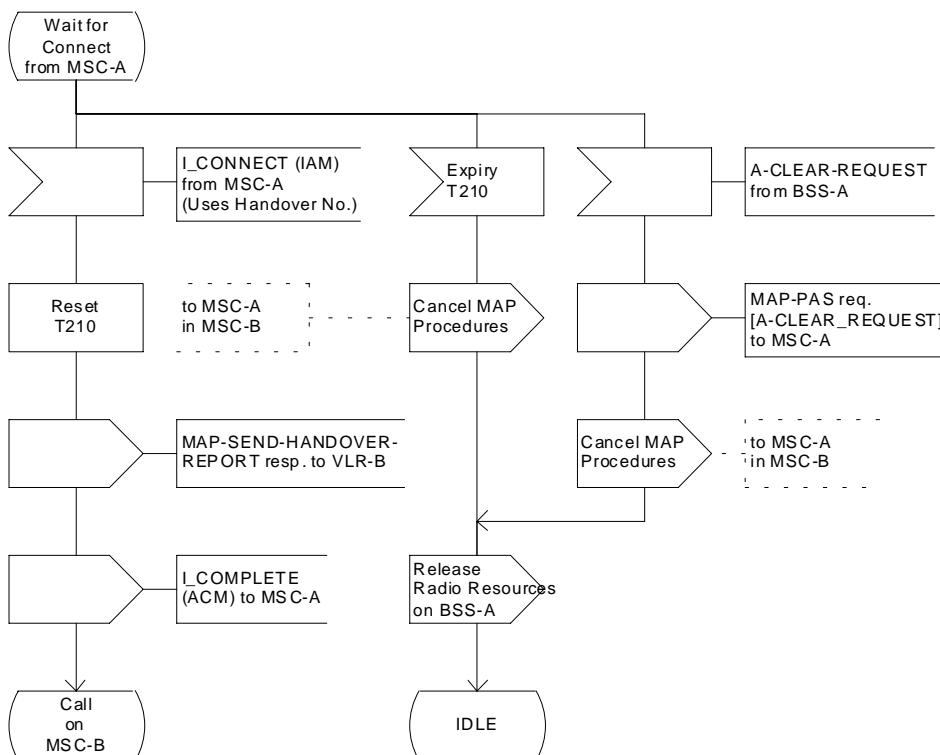 Wait for
Connect
from MSC-A
I_CONNECT (IAM)
from MSC-A
(Uses Handover No.)
Expiry
T210
A-CLEAR-REQUEST
from BSS-A
Reset
T210
to MSC-A
in MSC-B
Cancel MAP
Procedures
MAP-PAS req.
[A-CLEAR_REQUEST]
to MSC-A
MAP-SEND-HANDOVER-
REPORT resp. to VLR-B
Cancel MAP
Procedures
to MSC-A
in MSC-B
I_COMPLETE
(ACM) to MSC-A
Release
Radio Resources
on BSS-A
Call
on
MSC-B
IDLE